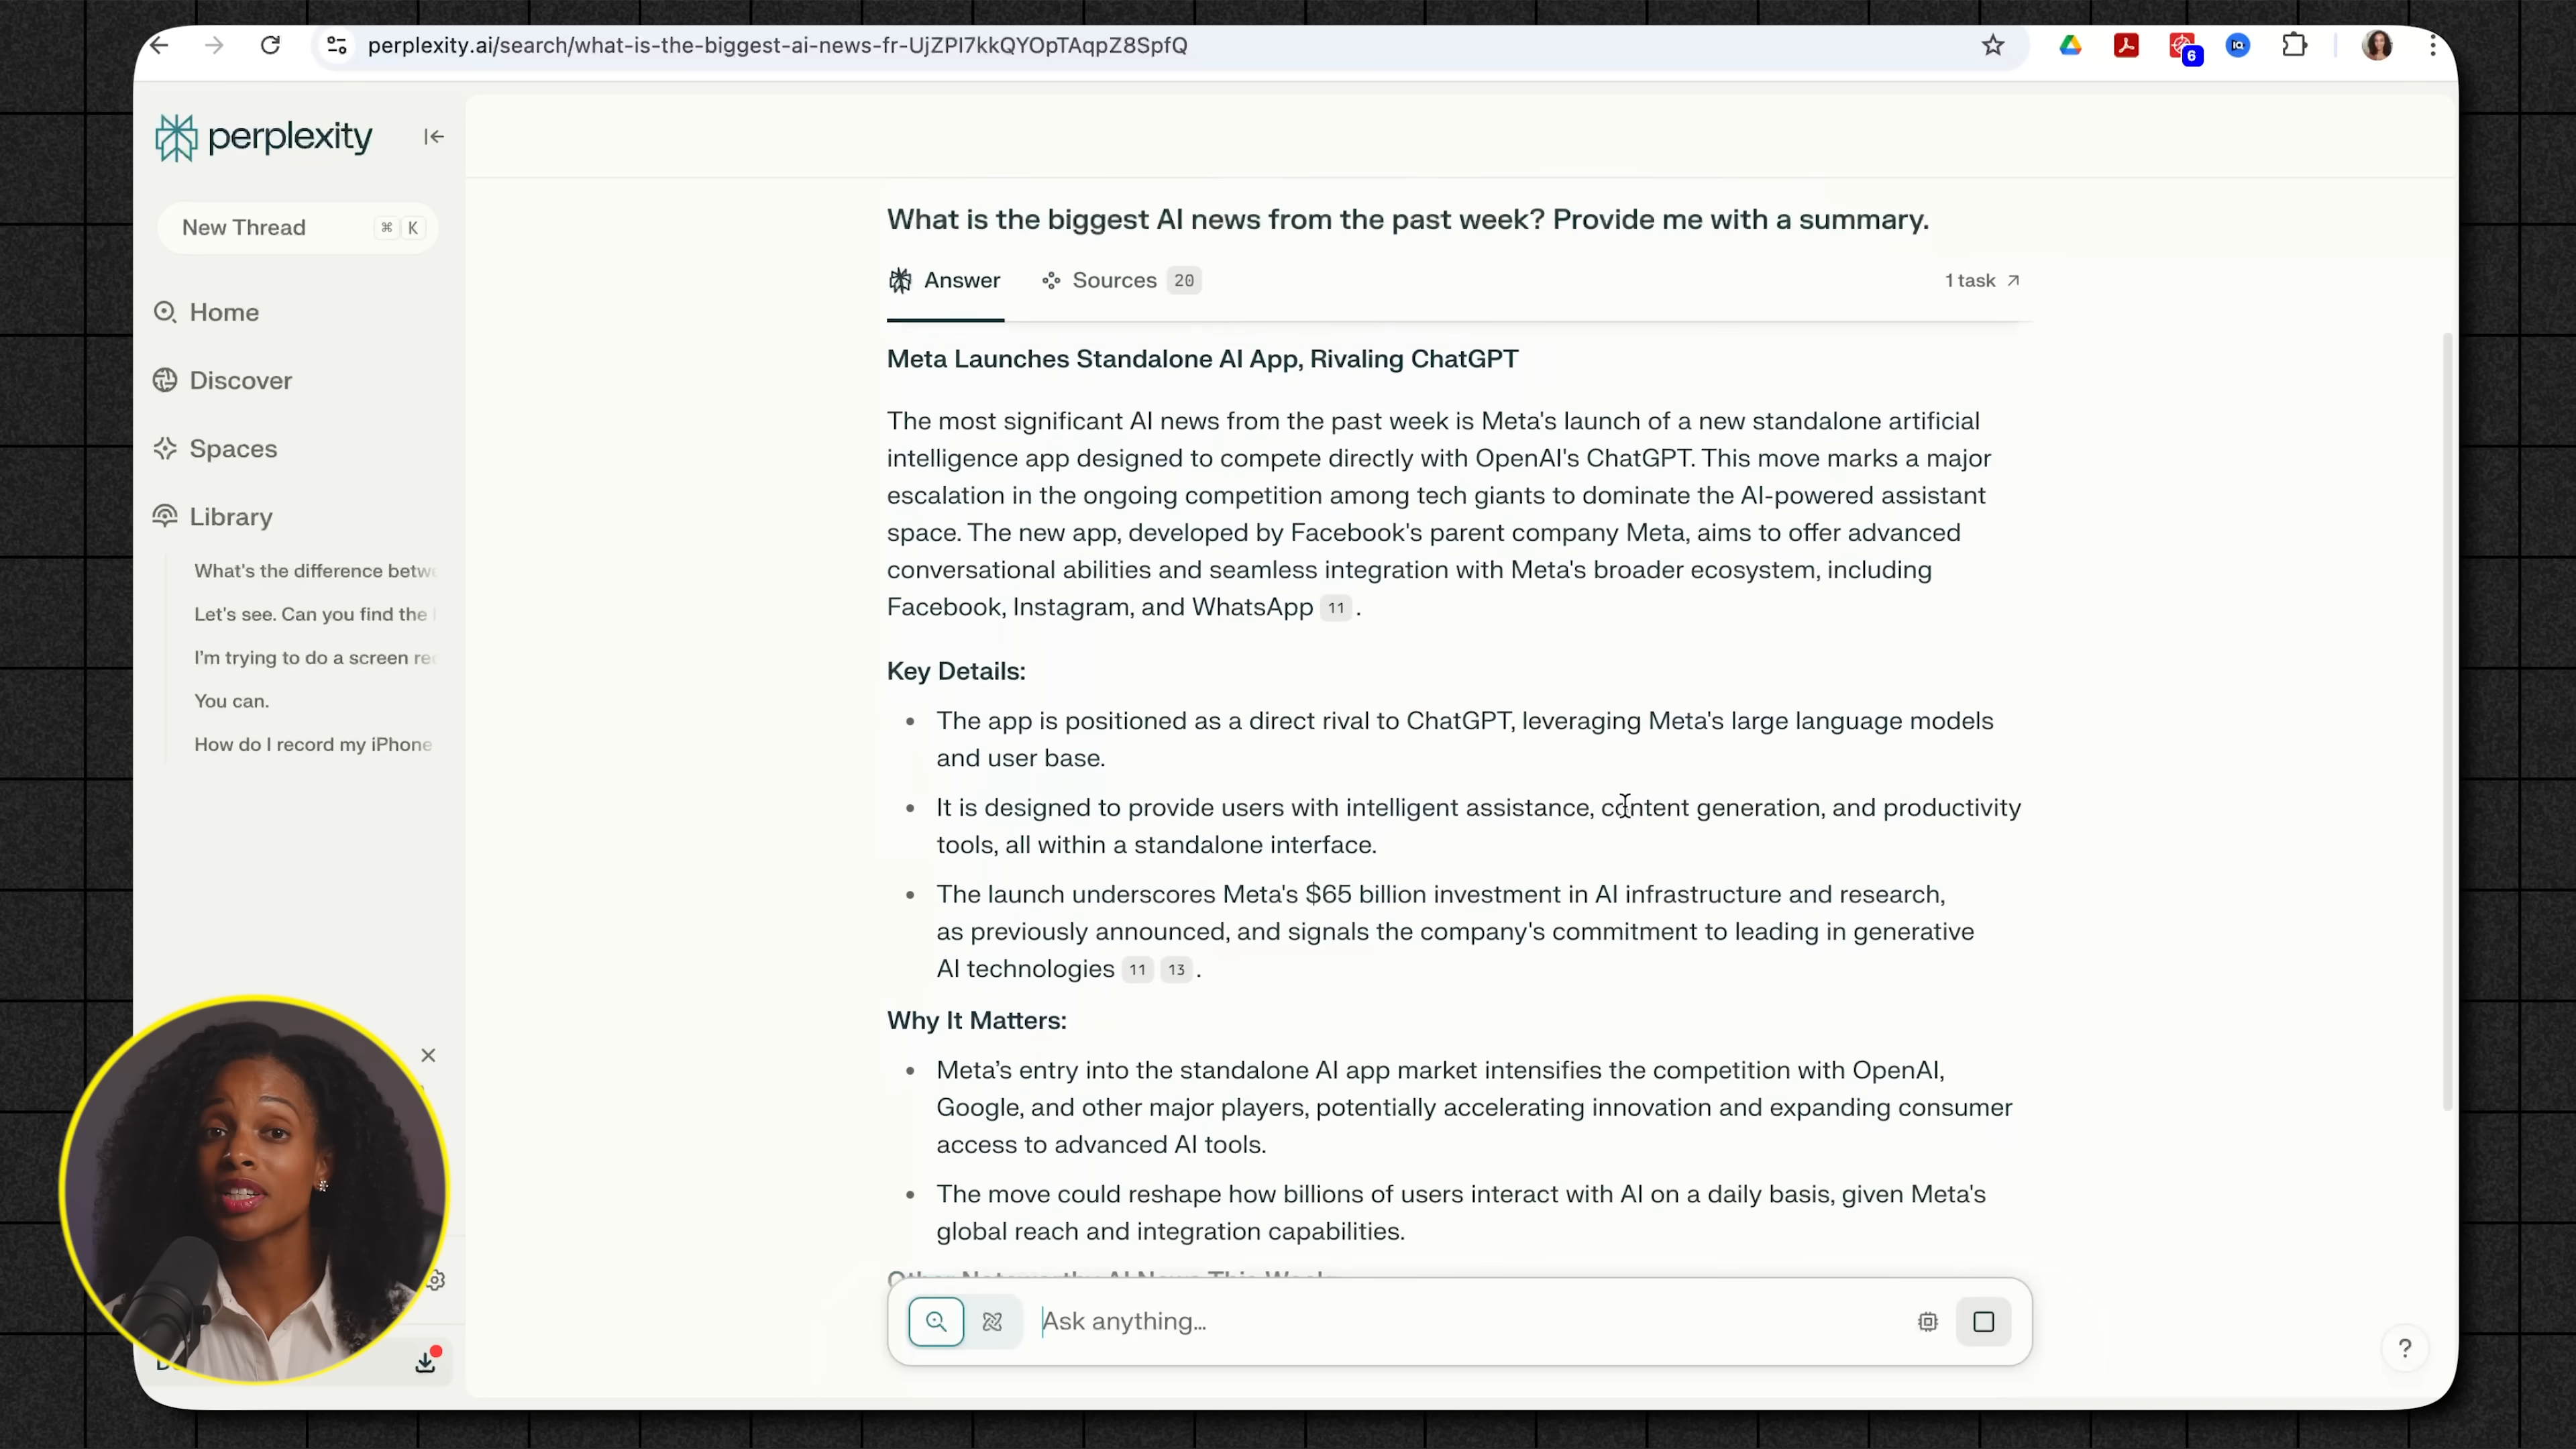 perplexity.ai/search/what-is-the-biggest-ai-news-fr-UjZPI7kkQYOpTAqpZ8SpfQ
6
IQ
perplexity
New Thread ⌘ K
Home
Discover
Spaces
Library
What's the difference betw
Let's see. Can you find the
I'm trying to do a screen re
You can.
How do I record my iPhone
What is the biggest AI news from the past week? Provide me with a summary.
Answer Sources 20 1 task
Meta Launches Standalone AI App, Rivaling ChatGPT
The most significant AI news from the past week is Meta's launch of a new standalone artificial
intelligence app designed to compete directly with OpenAI's ChatGPT. This move marks a major
escalation in the ongoing competition among tech giants to dominate the AI-powered assistant
space. The new app, developed by Facebook's parent company Meta, aims to offer advanced
conversational abilities and seamless integration with Meta's broader ecosystem, including
Facebook, Instagram, and WhatsApp 11 .
Key Details:
• The app is positioned as a direct rival to ChatGPT, leveraging Meta's large language models
and user base.
• It is designed to provide users with intelligent assistance, content generation, and productivity
tools, all within a standalone interface.
• The launch underscores Meta's $65 billion investment in AI infrastructure and research,
as previously announced, and signals the company's commitment to leading in generative
AI technologies 11 13 .
Why It Matters:
• Meta’s entry into the standalone AI app market intensifies the competition with OpenAI,
Google, and other major players, potentially accelerating innovation and expanding consumer
access to advanced AI tools.
• The move could reshape how billions of users interact with AI on a daily basis, given Meta's
global reach and integration capabilities.
Other Noteworthy AI News This Week
Ask anything...
?